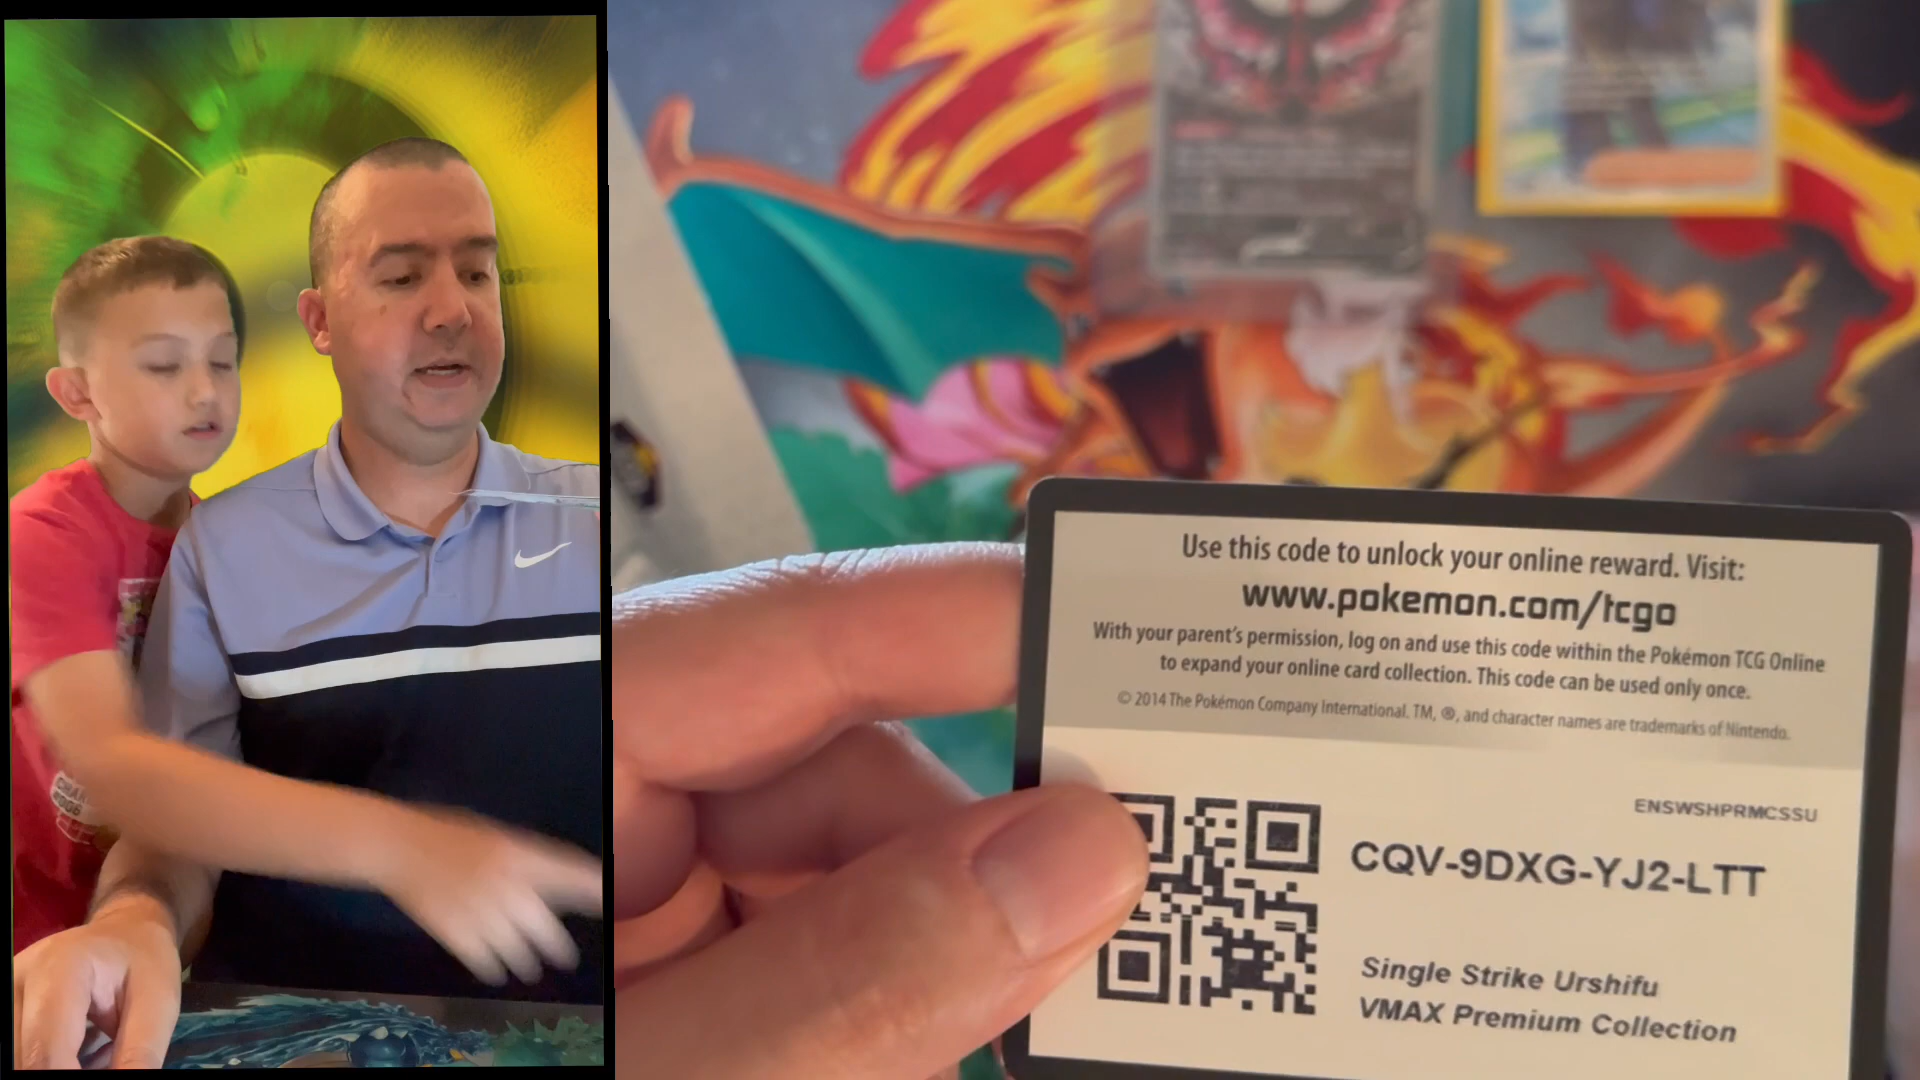 Use this code to unlock your online reward. Visit:
www.pokemon.com/tcgo
With your parent's permission, log on and use this code within the Pokémon TCG Online
to expand your online card collection. This code can be used only once.
© 2014 The Pokémon Company International. TM, ®, and character names are trademarks of Nintendo.
ENSWSHPRMCSSU
CQV-9DXG-YJ2-LTT
Single Strike Urshifu
VMAX Premium Collection